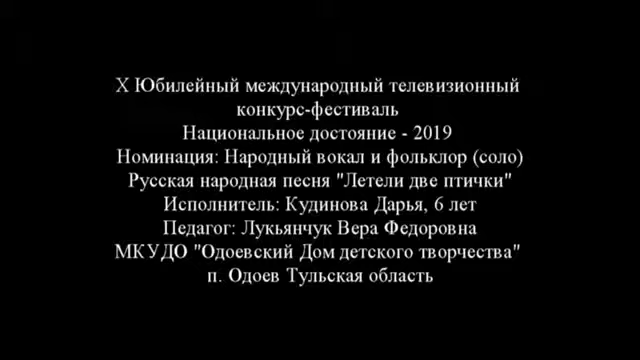 X Юбилейный международный телевизионный
конкурс-фестиваль
Национальное достояние - 2019
Номинация: Народный вокал и фольклор (соло)
Русская народная песня "Летели две птички"
Исполнитель: Кудинова Дарья, 6 лет
Педагог: Лукьянчук Вера Федоровна
МКУДО "Одоевский Дом детского творчества"
п. Одоев Тульская область